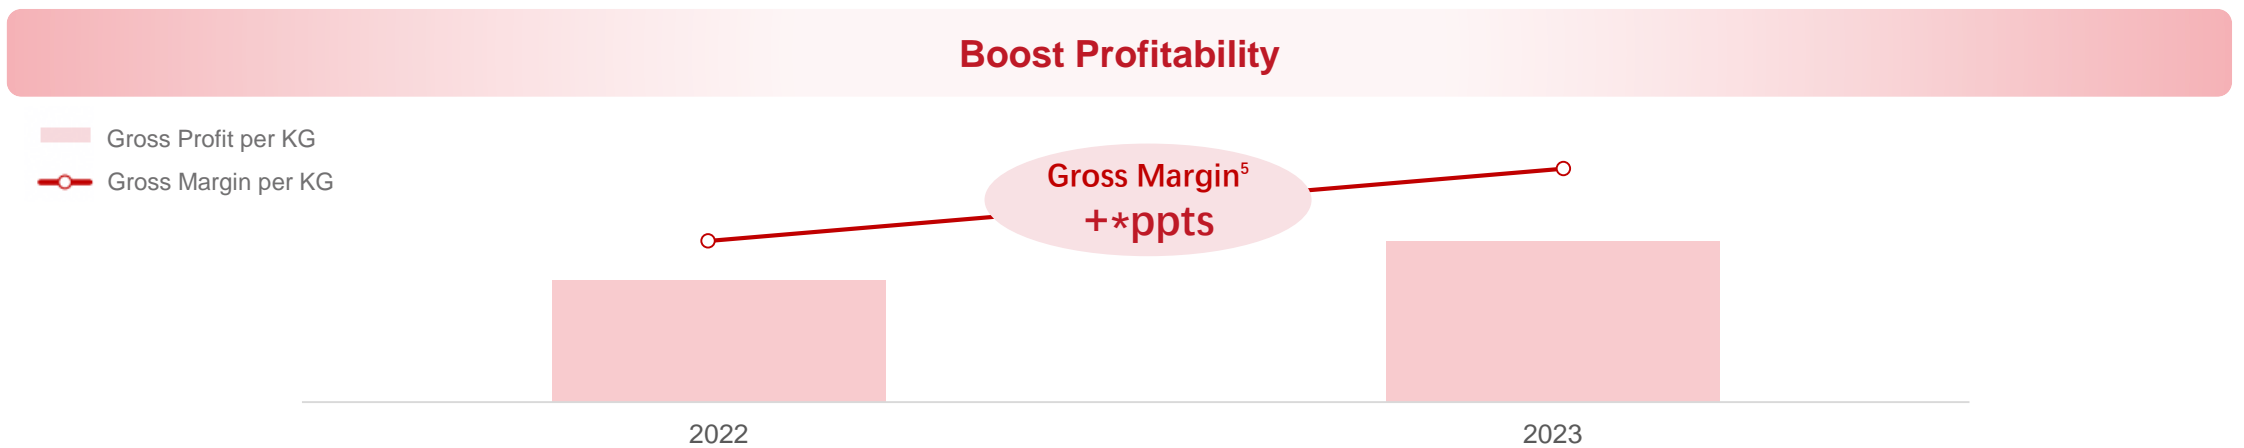 Boost Profitability
Gross Profit per KG
Gross Margin per KG
Gross Margin⁵
+*ppts
2022
2023